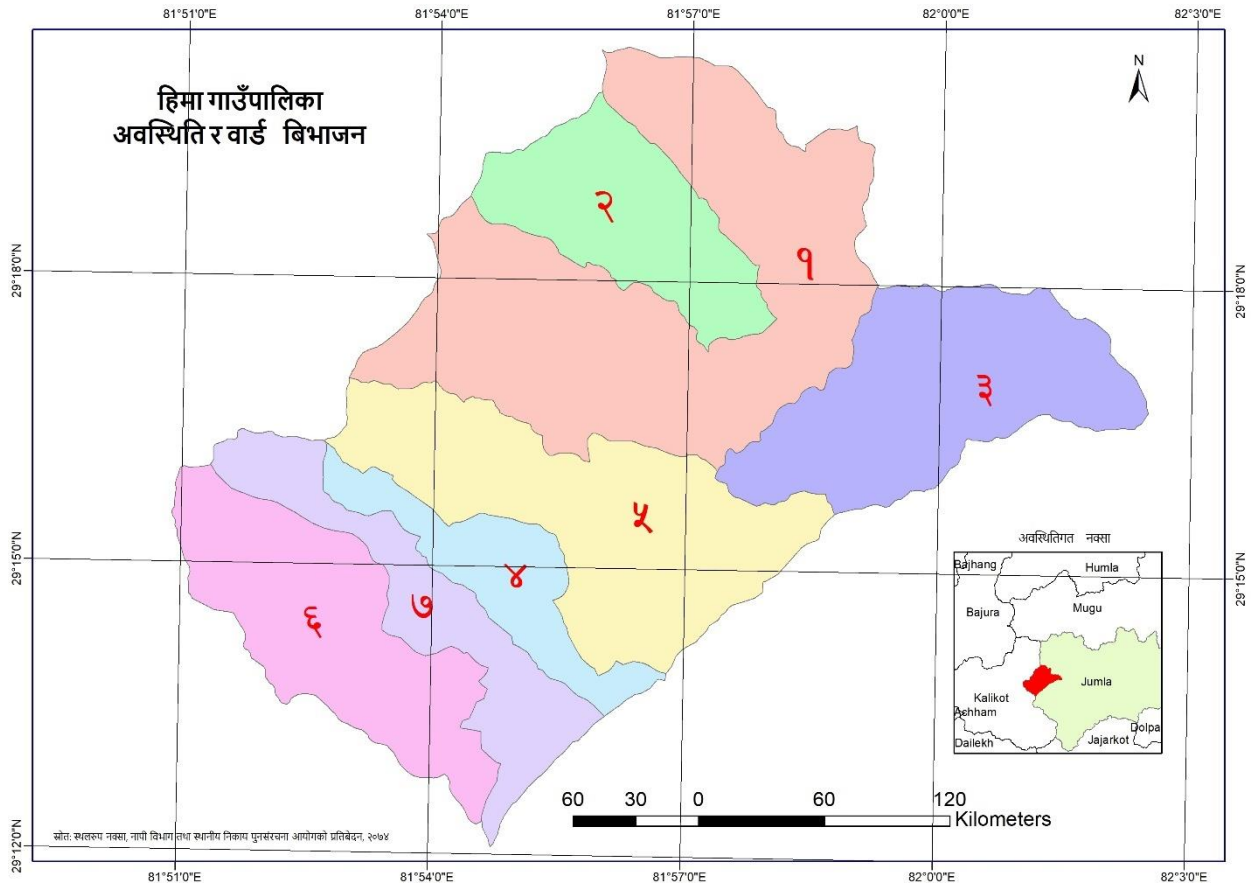 81°51'0"E 81°54'0"E 81°57'0"E 82°0'0"E 82°3'0"E
हिमा गाउँपालिका
अवस्थिति र वार्ड बिभाजन
N
२
१
29°18'0"N 29°18'0"N
३
५
४
७
६
29°15'0"N 29°15'0"N
अवस्थितिगत नक्सा
Bajhang
Humla
Bajura
Mugu
Jumla
Kalikot
Achham
Dolpa
Dailekh
Jajarkot
60 30 0 60 120
Kilometers
स्रोत: स्थलरुप नक्सा, नापी विभाग तथा स्थानीय निकाय पुनसंरचना आयोगको प्रतिबेदन, २०७४
29°12'0"N 29°12'0"N
81°51'0"E 81°54'0"E 81°57'0"E 82°0'0"E 82°3'0"E